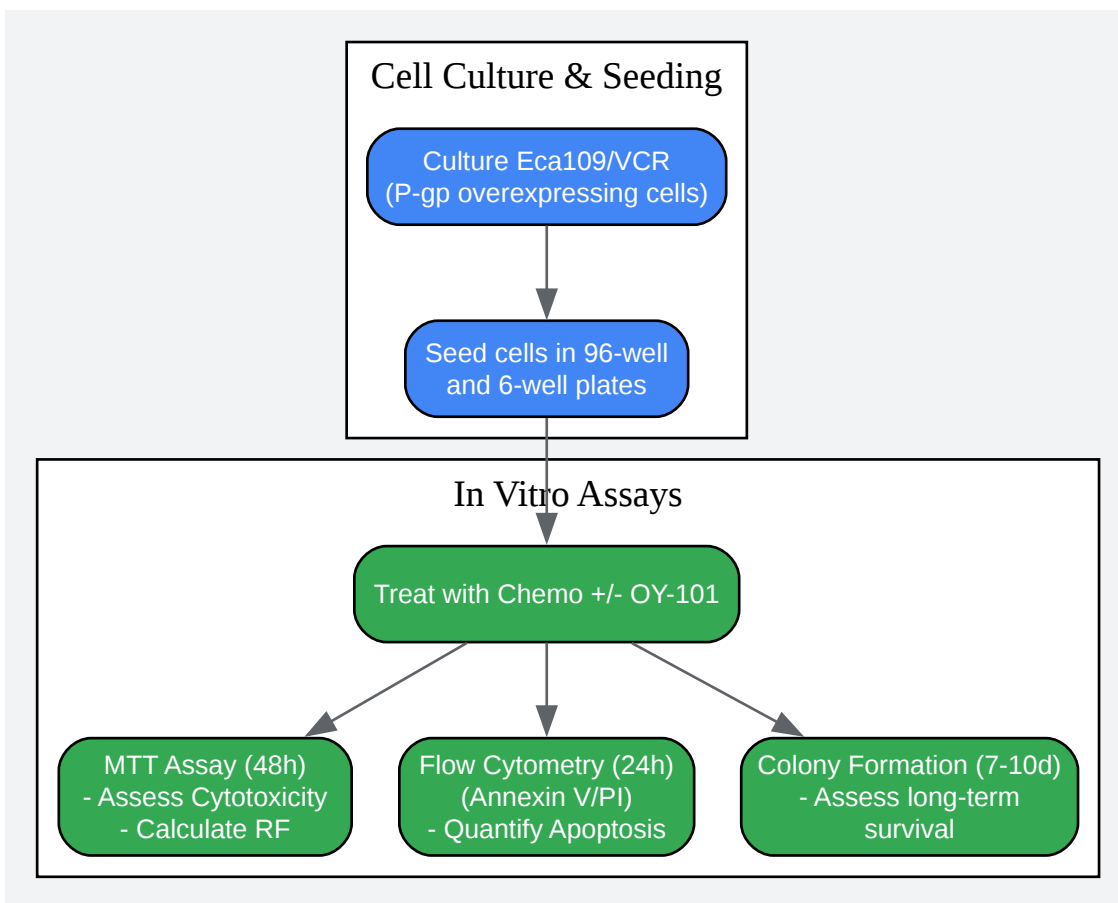 Cell Culture & Seeding
Culture Eca109/VCR
(P-gp overexpressing cells)
Seed cells in 96-well
and 6-well plates
In Vitro Assays
Treat with Chemo +/- OY-101
MTT Assay (48h)
- Assess Cytotoxicity
- Calculate RF
Flow Cytometry (24h)
(Annexin V/PI)
- Quantify Apoptosis
Colony Formation (7-10d)
- Assess long-term
survival